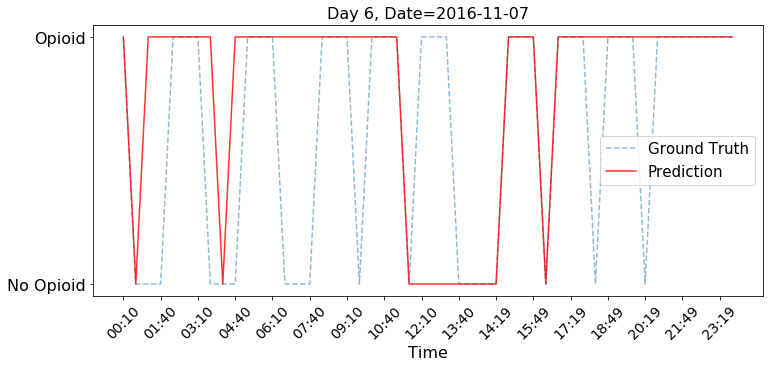 Day 6, Date=2016-11-07
Opioid
No Opioid
Ground Truth
Prediction
00:10
01:40
03:10
04:40
06:10
07:40
09:10
10:40
12:10
13:40
14:19
15:49
17:19
18:49
20:19
21:49
23:19
Time